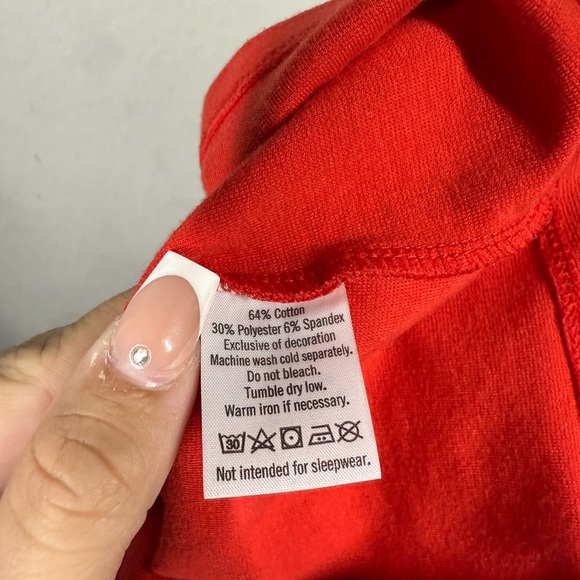 64% Cotton
30% Polyester 6% Spandex
Exclusive of decoration
Machine wash cold separately.
Do not bleach.
Tumble dry low.
Warm iron if necessary.
30
Not intended for sleepwear.